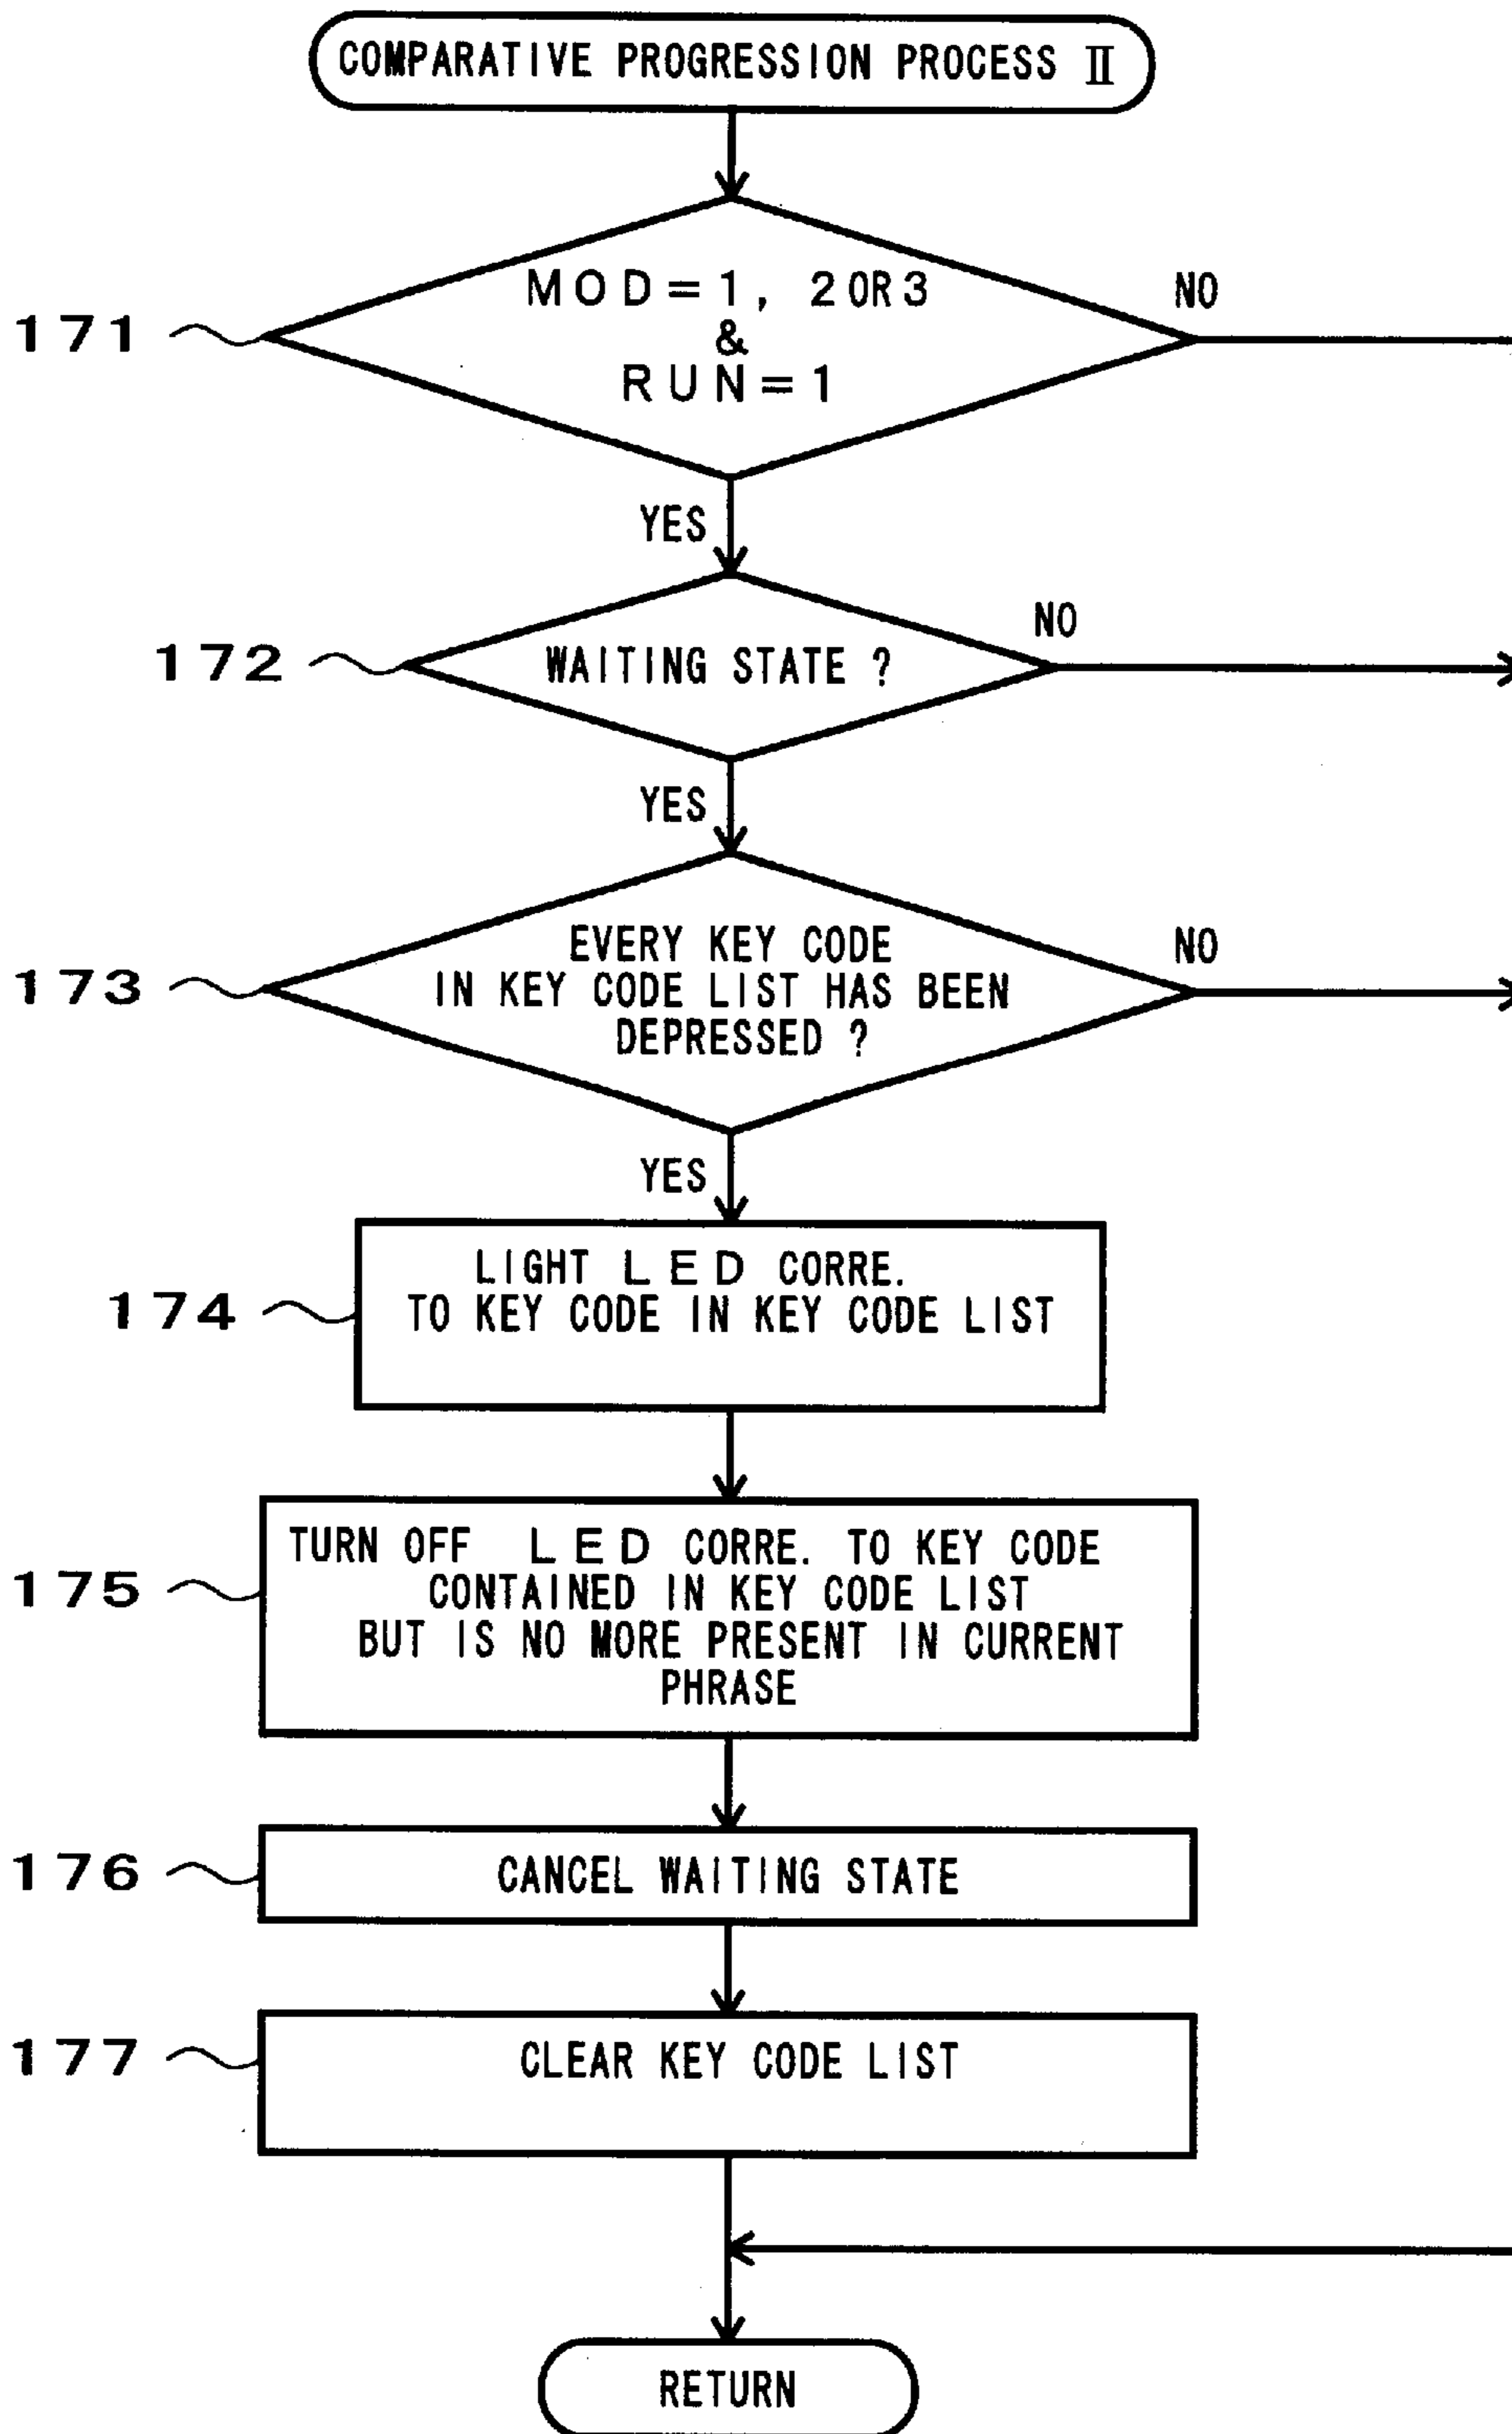 COMPARATIVE PROGRESSION PROCESS II
MOD=1, 2OR3
&
RUN=1
NO
171
YES
NO
172
WAITING STATE ?
YES
EVERY KEY CODE
NO
173
IN KEY CODE LIST HAS BEEN
DEPRESSED ?
YES
LIGHT LED CORRE.
174
TO KEY CODE IN KEY CODE LIST
TURN OFF LED CORRE. TO KEY CODE
175
CONTAINED IN KEY CODE LIST
BUT IS NO MORE PRESENT IN CURRENT
PHRASE
176
CANCEL WAITING STATE
177
CLEAR KEY CODE LIST
RETURN